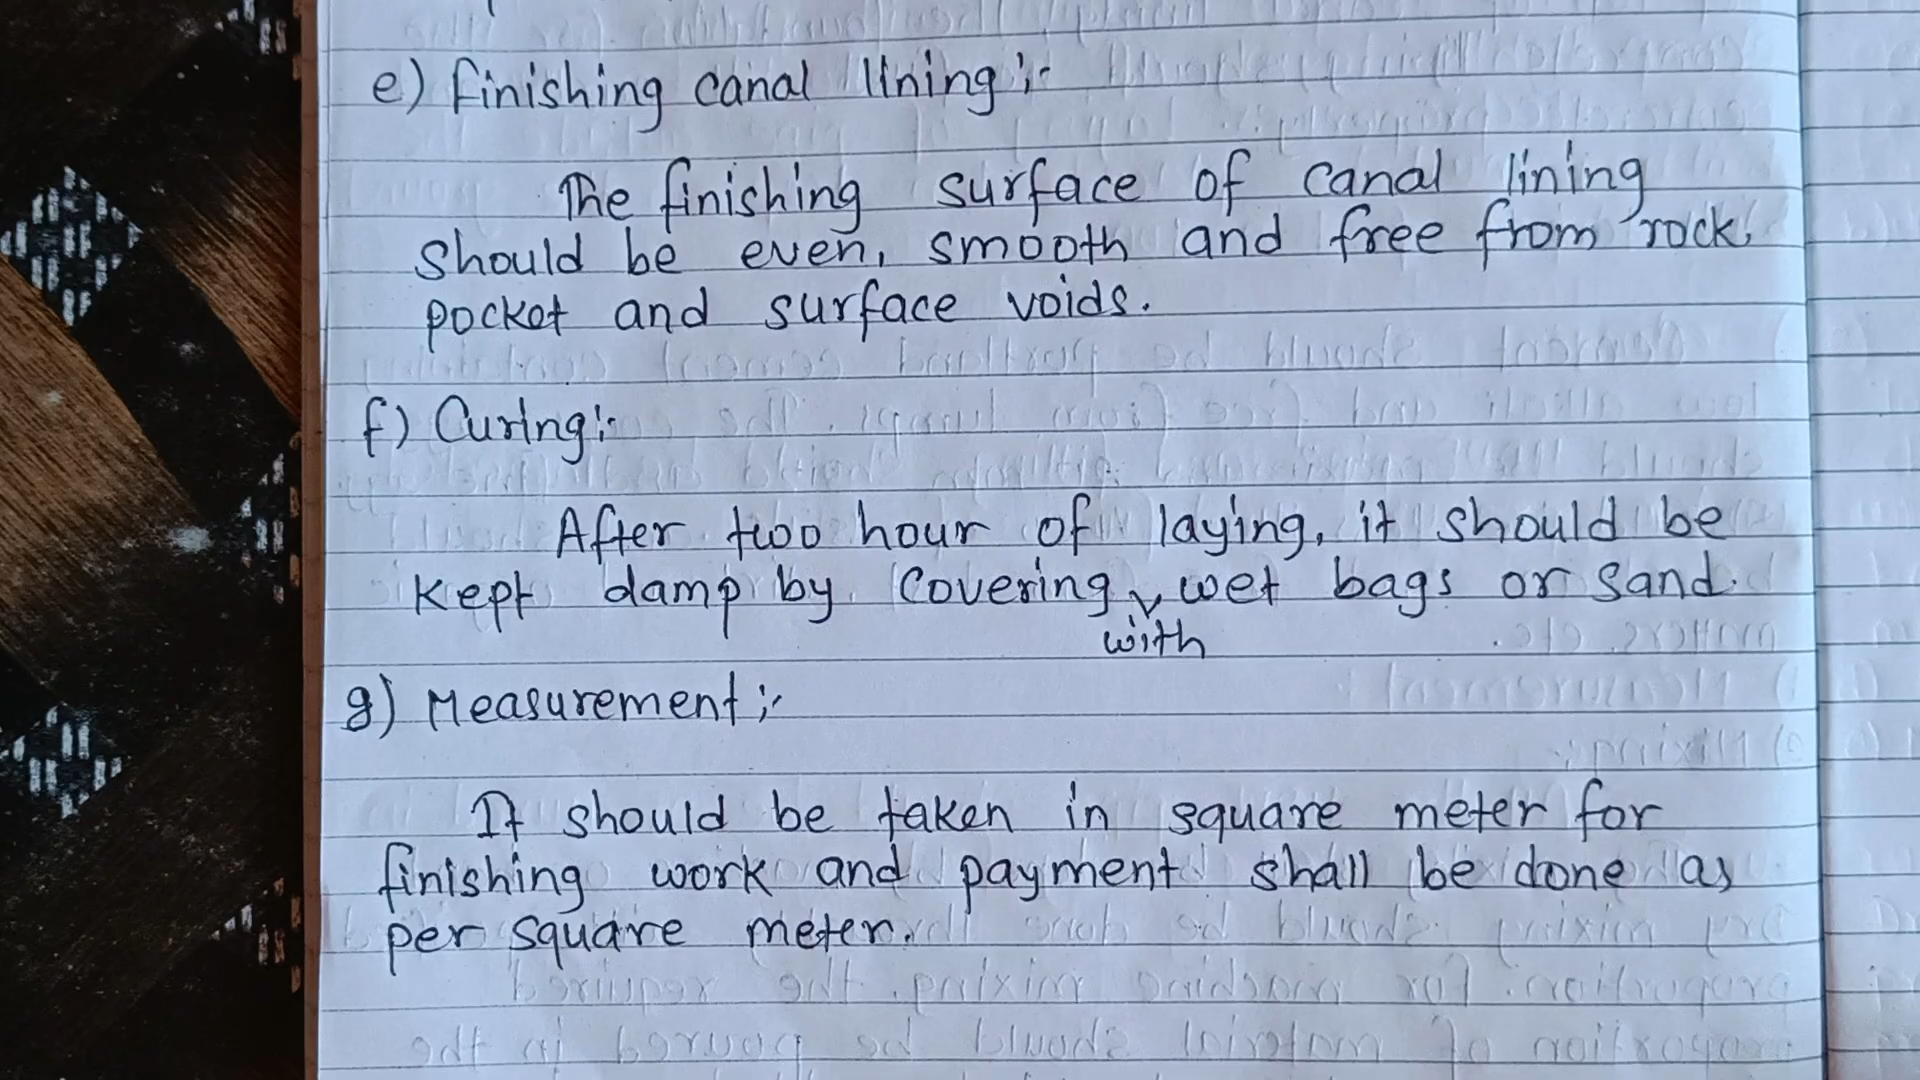 e) Finishing canal lining:-
The finishing surface of canal lining
should be even, smooth and free from rock,
pocket and surface voids.
f) Curing:-
After two hour of laying, it should be
kept damp by covering with wet bags or sand.
g) Measurement:-
It should be taken in square meter for
finishing work and payment shall be done as
per square meter.